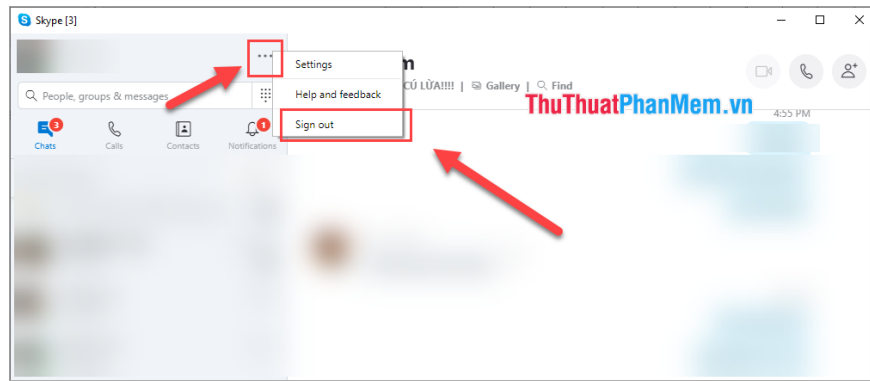 Skype [3]
...
Settings
Help and feedback
Sign out
m
CÚ LỪA!!!! | Gallery | Find
People, groups & messages
ThuThuatPhanMem.vn
4:55 PM
3
1
Chats
Calls
Contacts
Notifications